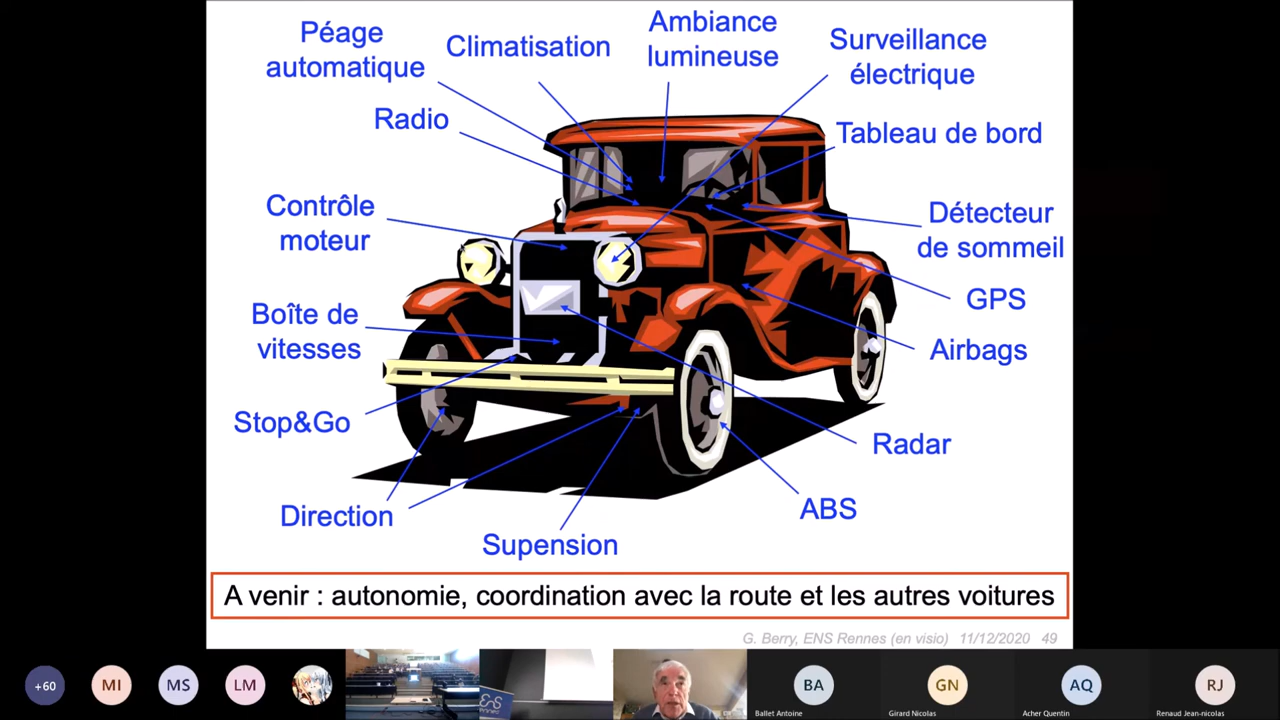 Péage
automatique
Climatisation
Ambiance
lumineuse
Surveillance
électrique
Radio
Tableau de bord
Contrôle
moteur
Détecteur
de sommeil
GPS
Boîte de
vitesses
Airbags
Stop&Go
Radar
Direction
ABS
Supension
A venir : autonomie, coordination avec la route et les autres voitures
G. Berry, ENS Rennes (en visio) 11/12/2020 49
+60
MI
MS
LM
BA
Ballet Antoine
GN
Girard Nicolas
AQ
Acher Quentin
RJ
Renaud Jean-nicolas